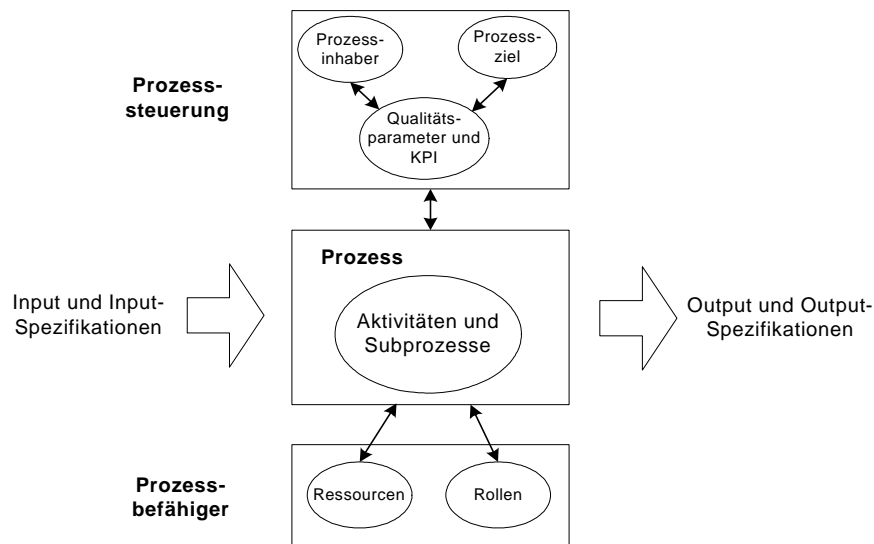 Prozess-
inhaber
Prozess-
ziel
Prozess-
steuerung
Qualitäts-
parameter und
KPI
Prozess
Input und Input-
Spezifikationen
Aktivitäten und
Subprozesse
Output und Output-
Spezifikationen
Prozess-
befähiger
Ressourcen
Rollen